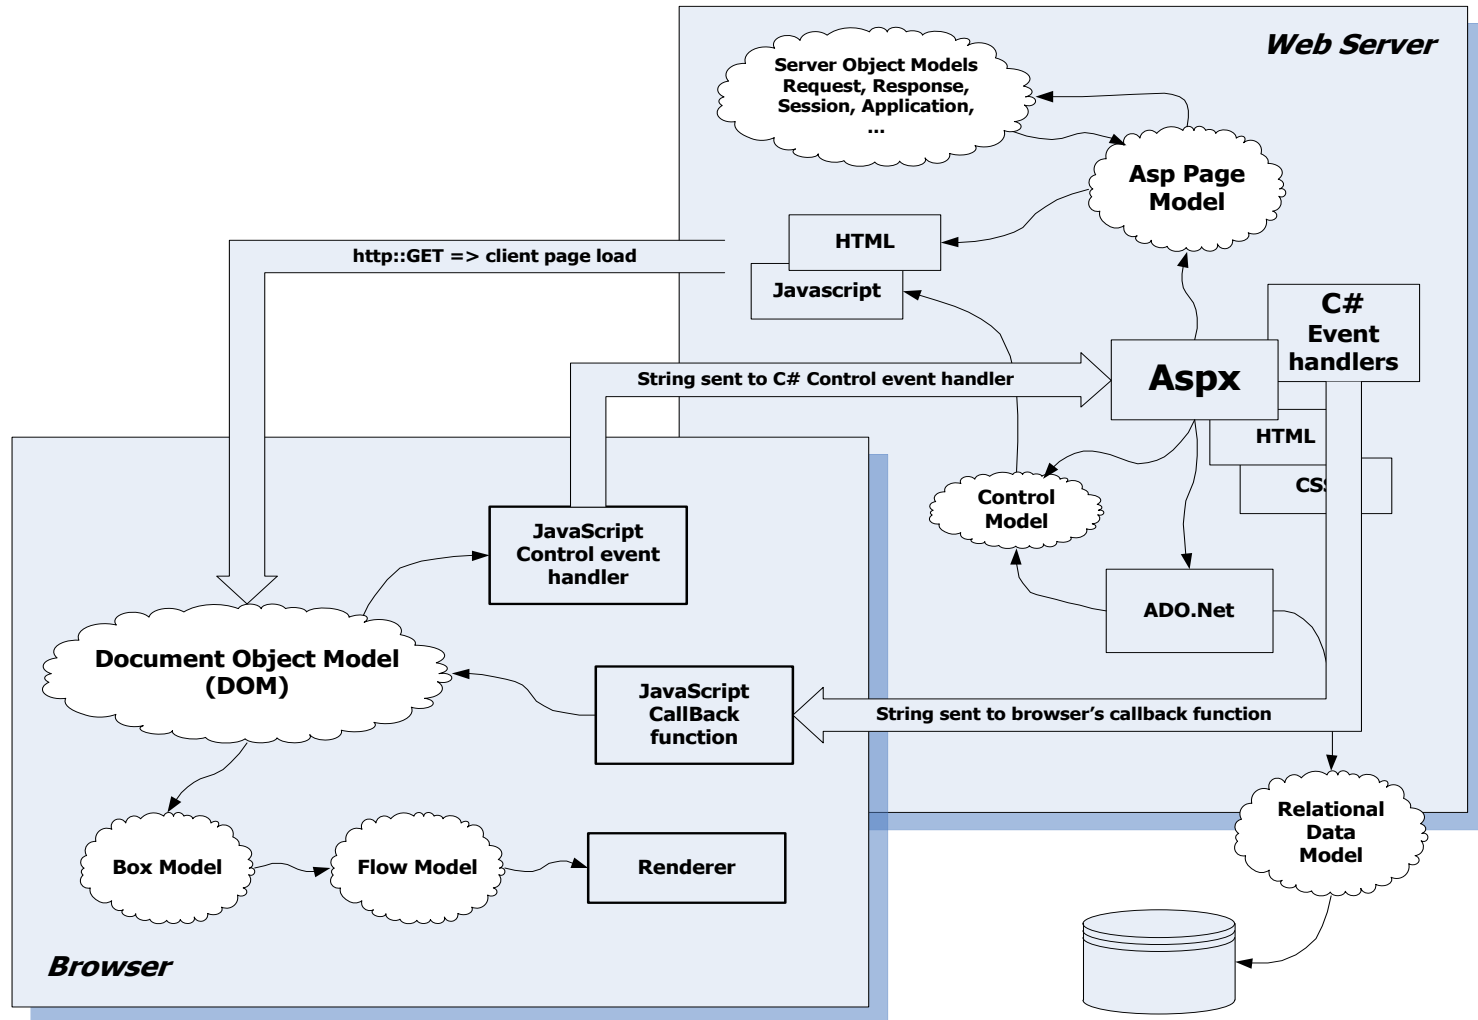 Web Server
Server Object Models
Request, Response,
Session, Application,
...
Asp Page
Model
HTML
http::GET => client page load
Javascript
C#
Event
handlers
Aspx
String sent to C# Control event handler
HTML
CSS
Control
Model
JavaScript
Control event
handler
ADO.Net
Document Object Model
(DOM)
JavaScript
CallBack
function
String sent to browser’s callback function
Relational
Data
Model
Box Model
Flow Model
Renderer
Browser